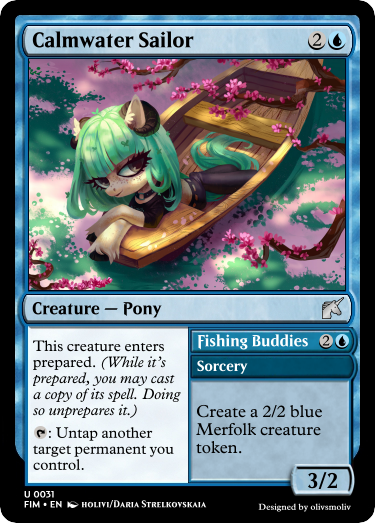 Calmwater Sailor 2
Creature — Pony
This creature enters
prepared. (While it's
prepared, you may cast
a copy of its spell. Doing
so unprepares it.)
: Untap another
target permanent you
control.
Fishing Buddies 2
Sorcery
Create a 2/2 blue
Merfolk creature
token.
3/2
U 0031
FIM • EN HOLIVI/DARIA STRELKOVSKAIA
Designed by olivsmoliv